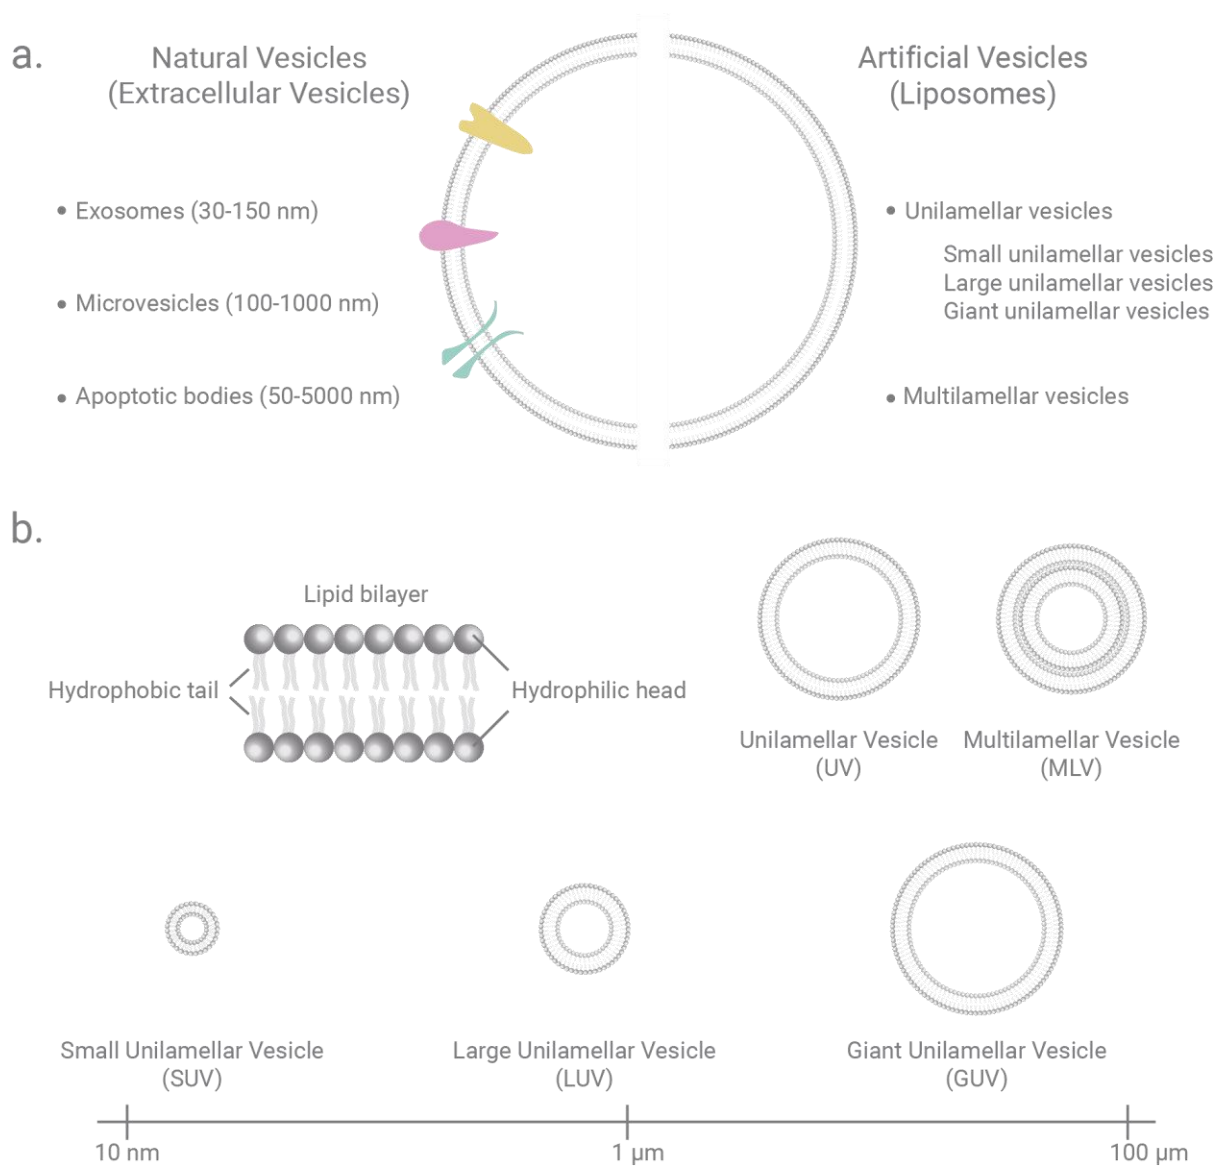 a.
Natural Vesicles
(Extracellular Vesicles)
• Exosomes (30-150 nm)
• Microvesicles (100-1000 nm)
• Apoptotic bodies (50-5000 nm)
Artificial Vesicles
(Liposomes)
• Unilamellar vesicles
Small unilamellar vesicles
Large unilamellar vesicles
Giant unilamellar vesicles
• Multilamellar vesicles
b.
Lipid bilayer
Hydrophobic tail
Hydrophilic head
Unilamellar Vesicle
(UV)
Multilamellar Vesicle
(MLV)
Small Unilamellar Vesicle
(SUV)
Large Unilamellar Vesicle
(LUV)
Giant Unilamellar Vesicle
(GUV)
10 nm
1 μm
100 μm